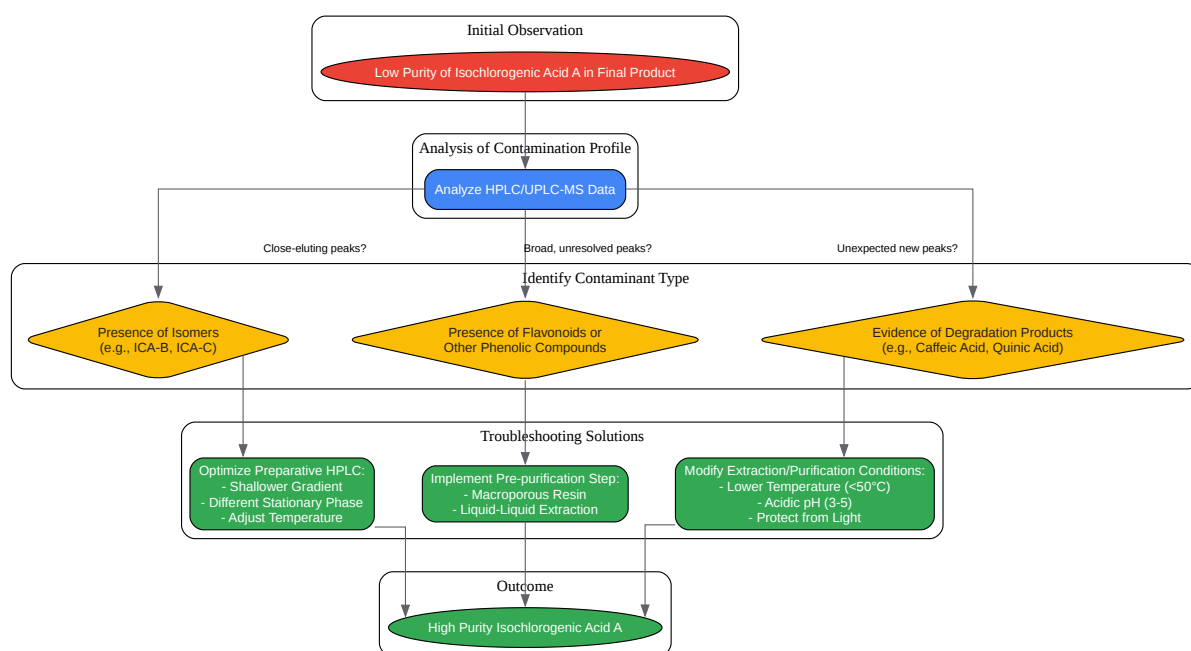 Initial Observation
Low Purity of Isochlorogenic Acid A in Final Product
Analysis of Contamination Profile
Analyze HPLC/UPLC-MS Data
Close-eluting peaks?
Broad, unresolved peaks?
Unexpected new peaks?
Identify Contaminant Type
Presence of Isomers
(e.g., ICA-B, ICA-C)
Presence of Flavonoids or
Other Phenolic Compounds
Evidence of Degradation Products
(e.g., Caffeic Acid, Quinic Acid)
Troubleshooting Solutions
Optimize Preparative HPLC:
- Shallower Gradient
- Different Stationary Phase
- Adjust Temperature
Implement Pre-purification Step:
- Macroporous Resin
- Liquid-Liquid Extraction
Modify Extraction/Purification Conditions:
- Lower Temperature (<50°C)
- Acidic pH (3-5)
- Protect from Light
Outcome
High Purity Isochlorogenic Acid A